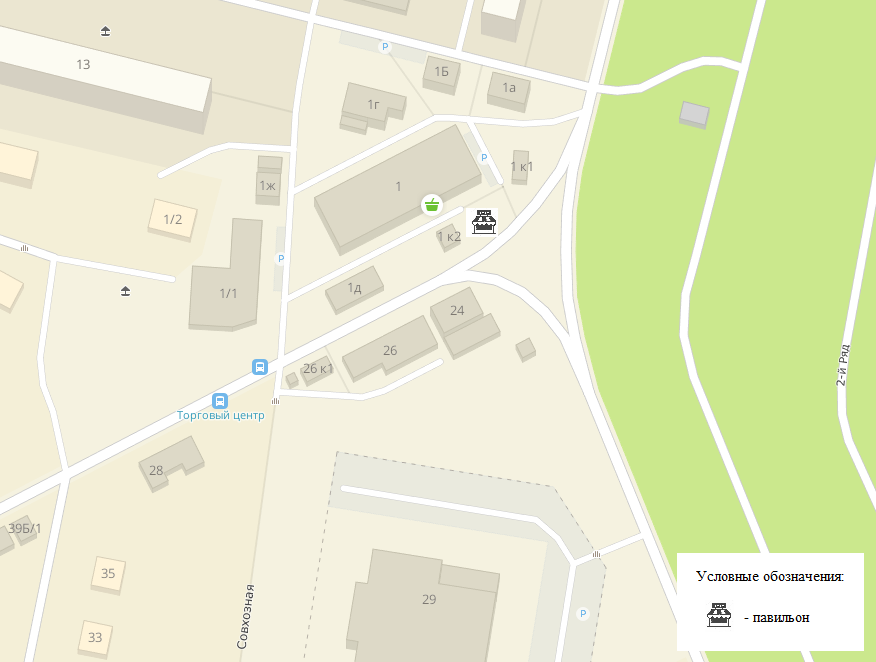 Р
1Б
13
1а
1г
Р
1 к1
1
1ж
1/2
1 к2
Р
1д
1/1
24
26
2-й Ряд
26 к1
Торговый центр
28
39Б/1
35
Условные обозначения:
29
Совхозная
Р
- павильон
33